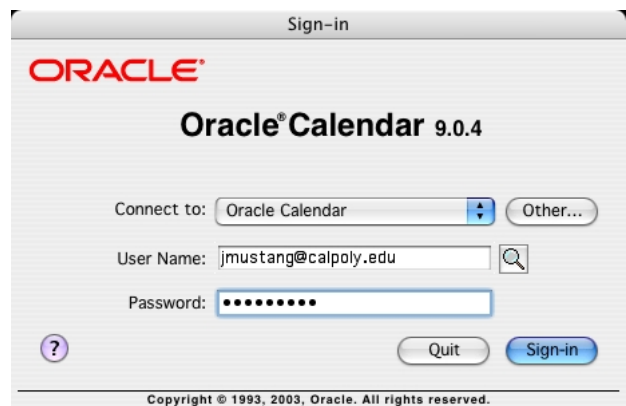 Sign-in
ORACLE®
Oracle® Calendar 9.0.4
Connect to: Oracle Calendar Other...
User Name: jmustang@calpoly.edu
Password: •••••••••
? Quit Sign-in
Copyright © 1993, 2003, Oracle. All rights reserved.